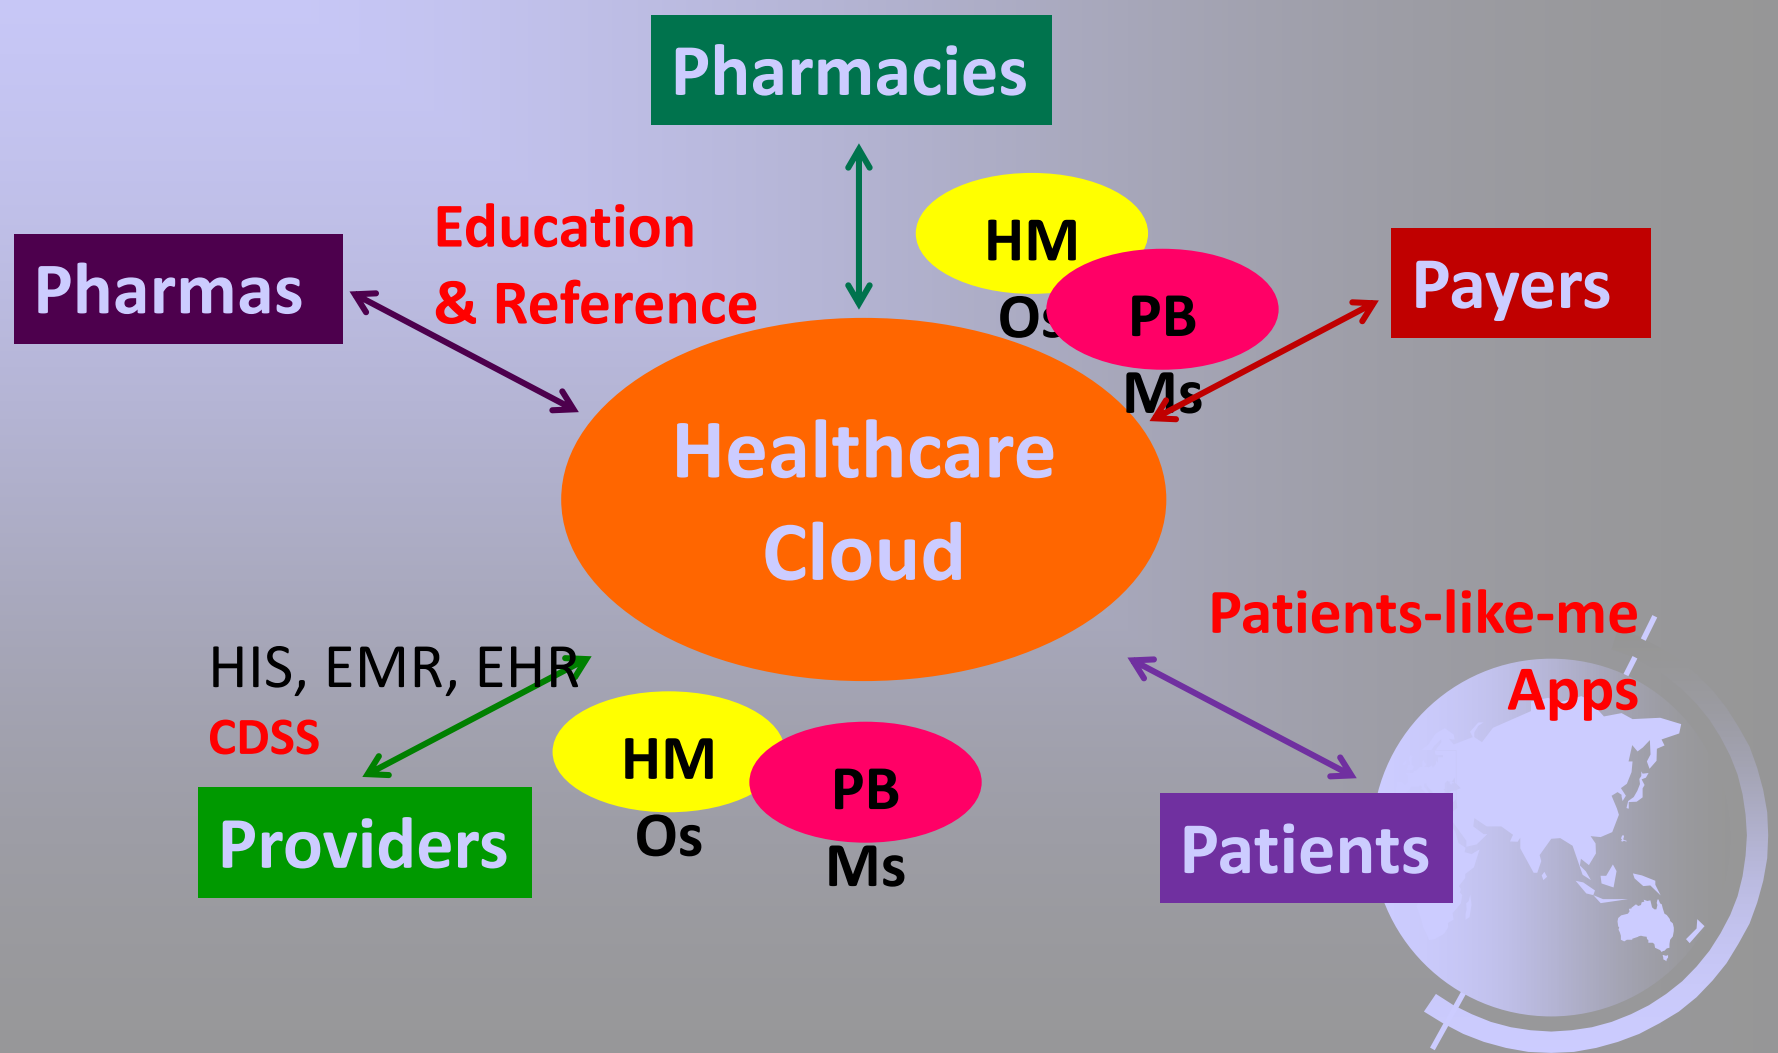 Pharmacies
Education
& Reference
HM
Os
PB
Ms
Pharmas
Payers
Healthcare
Cloud
Patients-like-me
Apps
HIS, EMR, EHR
CDSS
HM
Os
PB
Ms
Providers
Patients